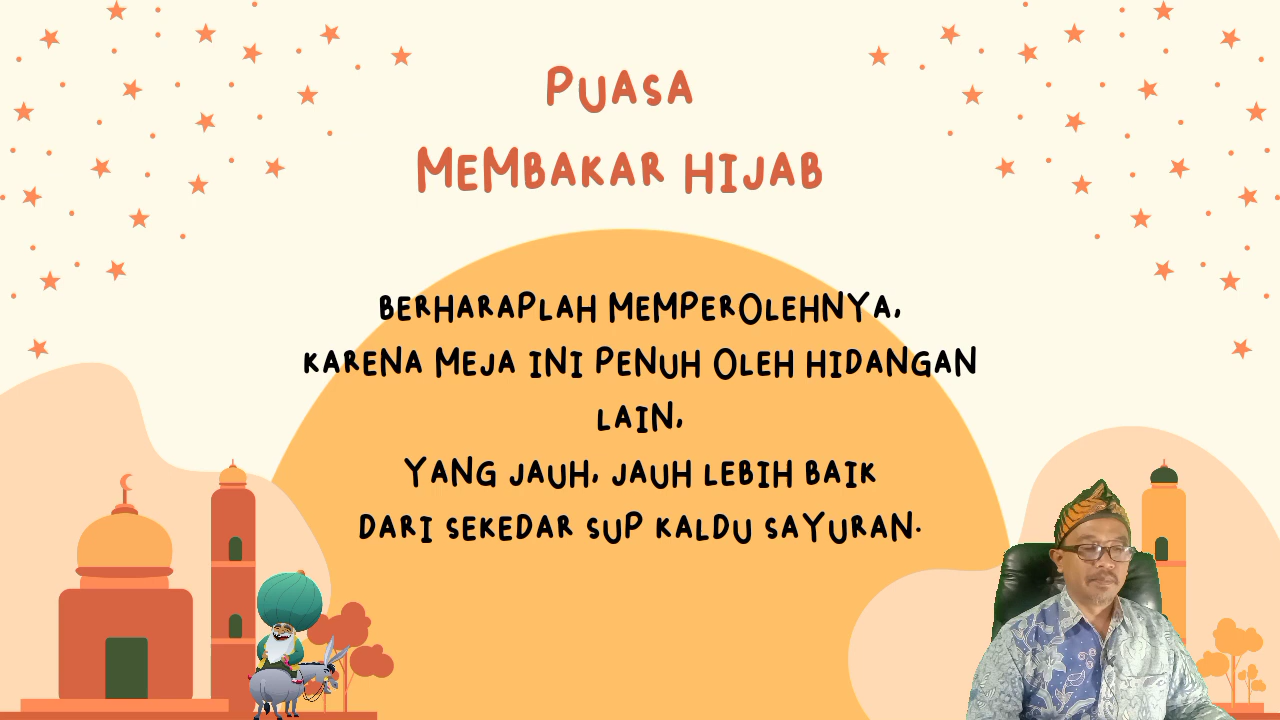 PUASA
MEMBAKAR HIJAB
BERHARAPLAH MEMPEROLEHNYA,
KARENA MEJA INI PENUH OLEH HIDANGAN
LAIN,
YANG JAUH, JAUH LEBIH BAIK
DARI SEKEDAR SUP KALDU SAYURAN.